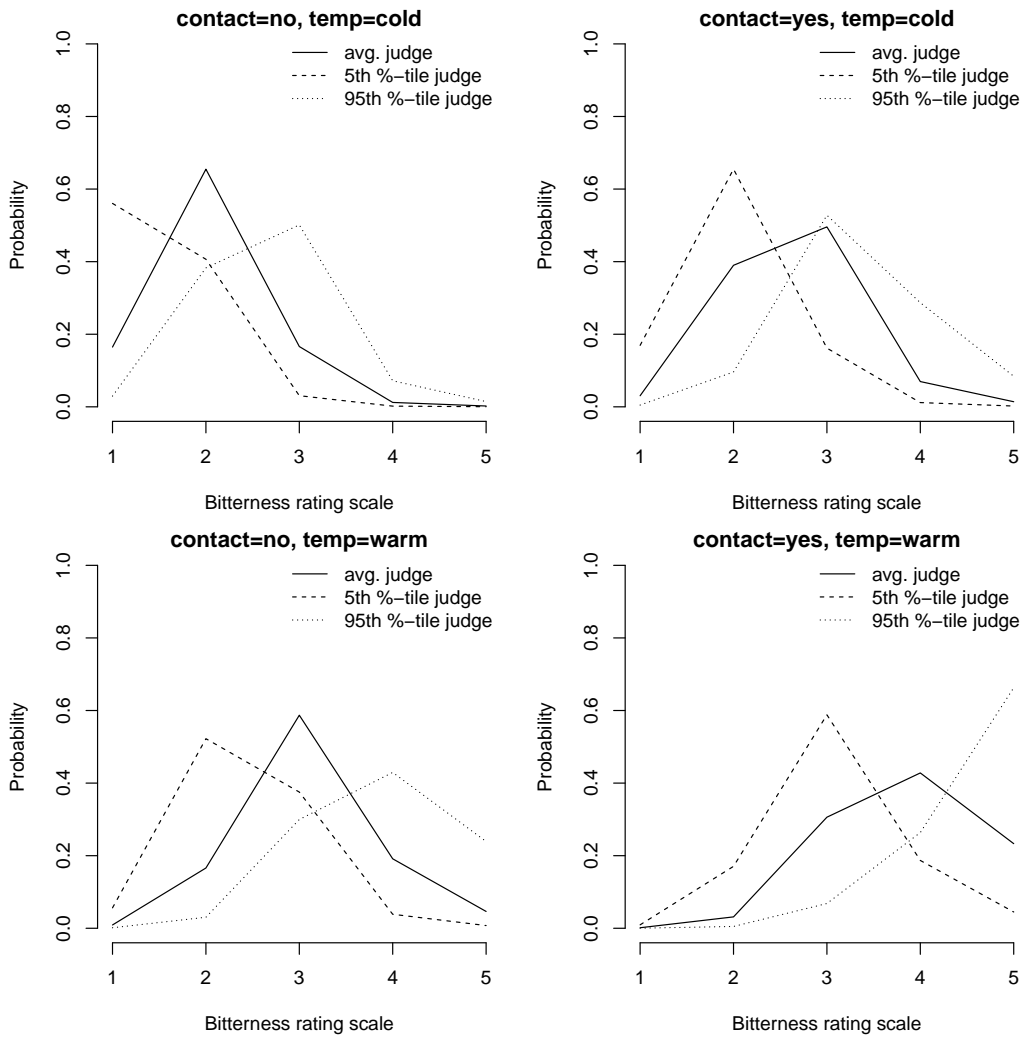 contact=no, temp=cold
avg. judge
5th %−tile judge
95th %−tile judge
Probability
1.0
0.8
0.6
0.4
0.2
0.0
1 2 3 4 5
Bitterness rating scale
contact=yes, temp=cold
avg. judge
5th %−tile judge
95th %−tile judge
Probability
1.0
0.8
0.6
0.4
0.2
0.0
1 2 3 4 5
Bitterness rating scale
contact=no, temp=warm
avg. judge
5th %−tile judge
95th %−tile judge
Probability
1.0
0.8
0.6
0.4
0.2
0.0
1 2 3 4 5
Bitterness rating scale
contact=yes, temp=warm
avg. judge
5th %−tile judge
95th %−tile judge
Probability
1.0
0.8
0.6
0.4
0.2
0.0
1 2 3 4 5
Bitterness rating scale